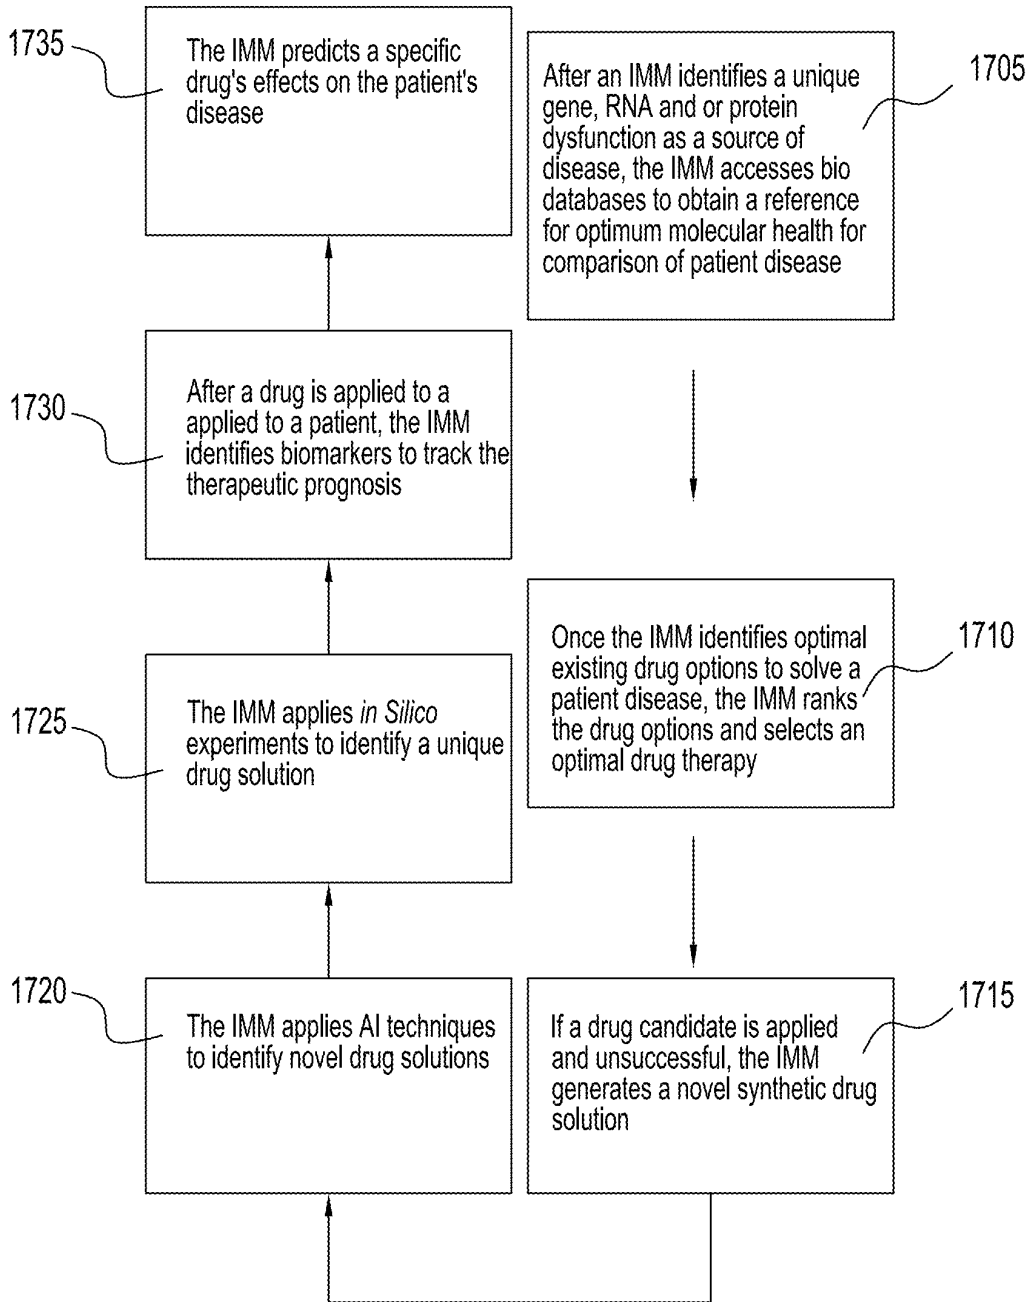 1735
The IMM predicts a specific
drug's effects on the patient's
disease
1705
After an IMM identifies a unique
gene, RNA and or protein
dysfunction as a source of
disease, the IMM accesses bio
databases to obtain a reference
for optimum molecular health for
comparison of patient disease
1730
After a drug is applied to a
applied to a patient, the IMM
identifies biomarkers to track the
therapeutic prognosis
1710
Once the IMM identifies optimal
existing drug options to solve a
patient disease, the IMM ranks
the drug options and selects an
optimal drug therapy
1725
The IMM applies in Silico
experiments to identify a unique
drug solution
1720
The IMM applies AI techniques
to identify novel drug solutions
1715
If a drug candidate is applied
and unsuccessful, the IMM
generates a novel synthetic drug
solution